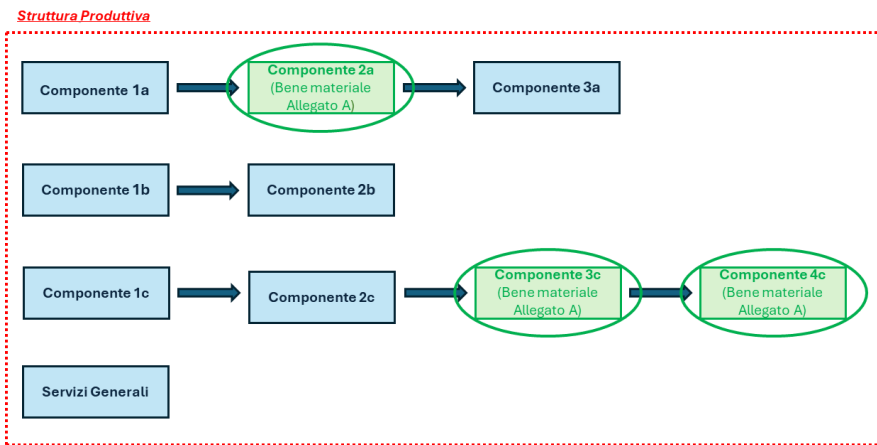 Struttura Produttiva
Componente 1a
Componente 2a
(Bene materiale
Allegato A)
Componente 3a
Componente 1b
Componente 2b
Componente 1c
Componente 2c
Componente 3c
(Bene materiale
Allegato A)
Componente 4c
(Bene materiale
Allegato A)
Servizi Generali